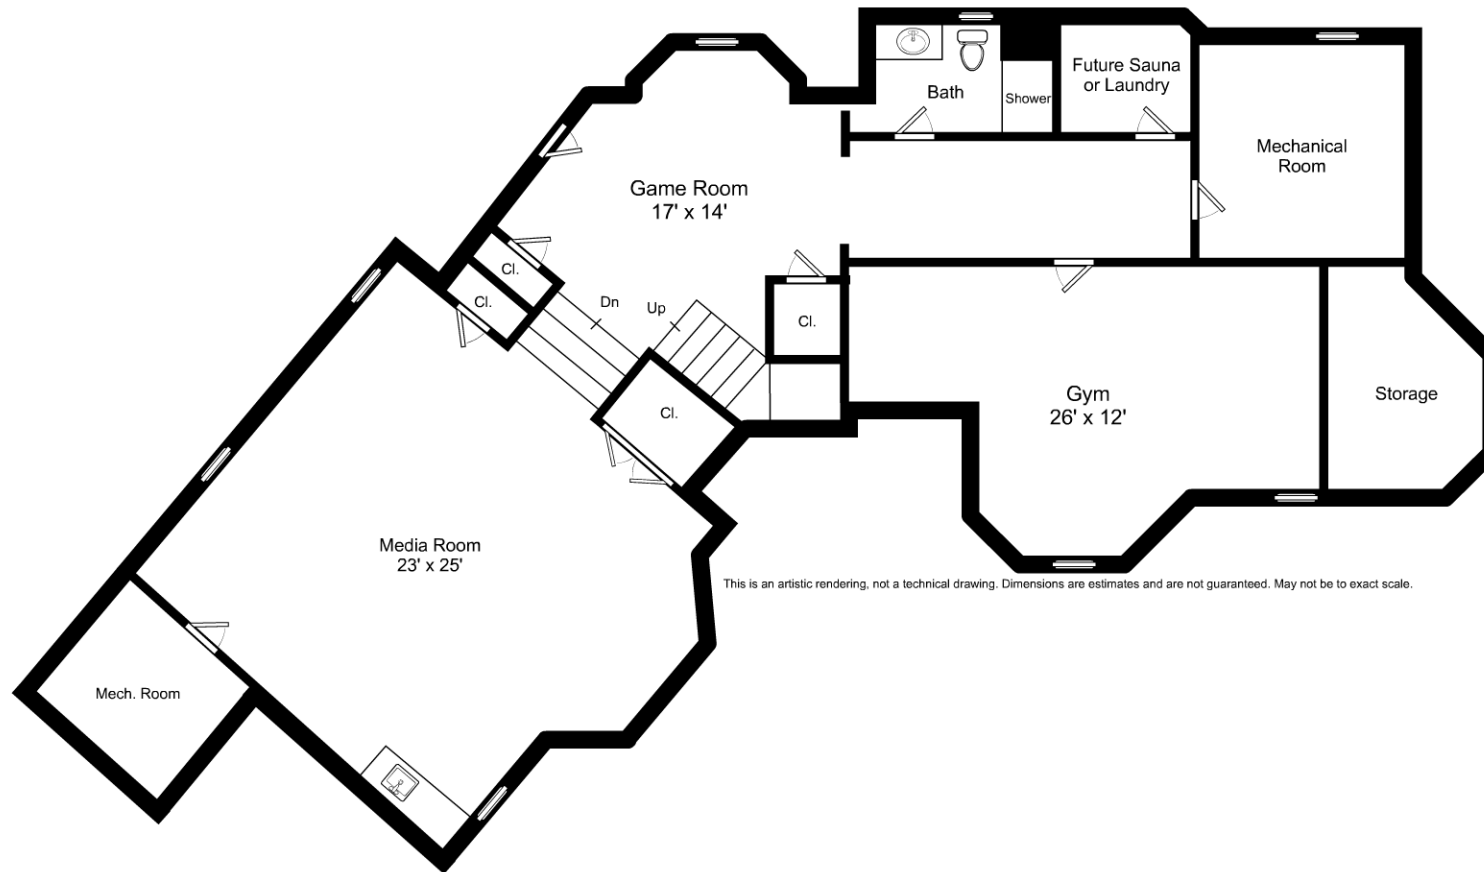 Bath
Shower
Future Sauna
or Laundry
Mechanical
Room
Game Room
17' x 14'
Cl.
Cl.
Dn
Up
Cl.
Cl.
Gym
26' x 12'
Storage
Media Room
23' x 25'
This is an artistic rendering, not a technical drawing. Dimensions are estimates and are not guaranteed. May not be to exact scale.
Mech. Room